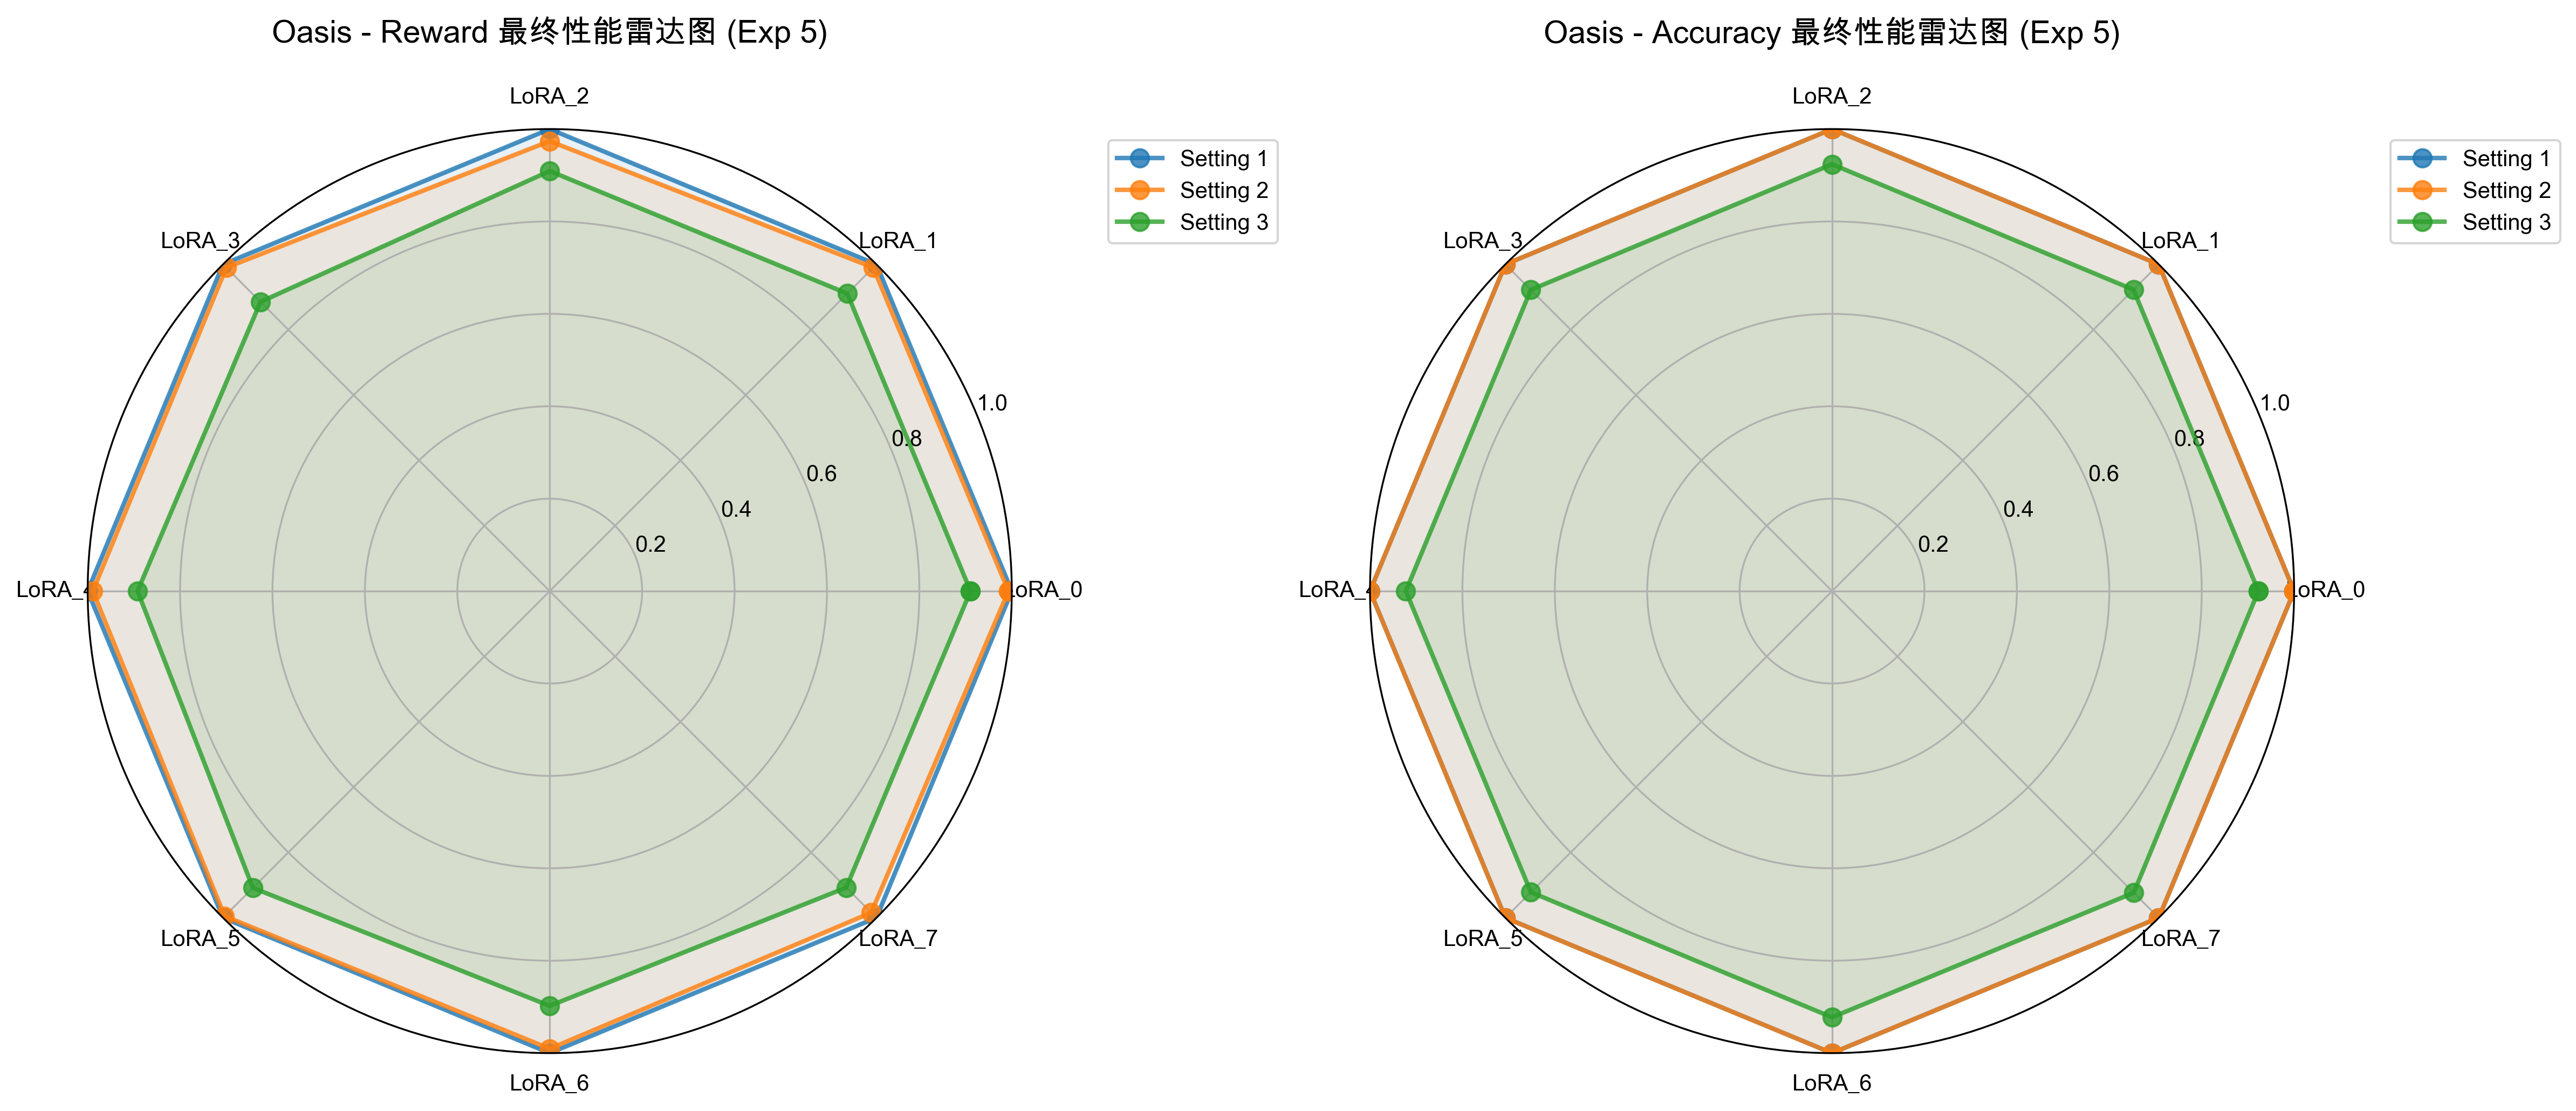 Oasis - Reward 最终性能雷达图 (Exp 5)
LoRA_2
LoRA_3
LoRA_1
1.0
0.8
0.6
0.4
0.2
LoRA_4
LoRA_0
LoRA_5
LoRA_7
LoRA_6
Setting 1
Setting 2
Setting 3
Oasis - Accuracy 最终性能雷达图 (Exp 5)
LoRA_2
LoRA_3
LoRA_1
1.0
0.8
0.6
0.4
0.2
LoRA_4
LoRA_0
LoRA_5
LoRA_7
LoRA_6
Setting 1
Setting 2
Setting 3